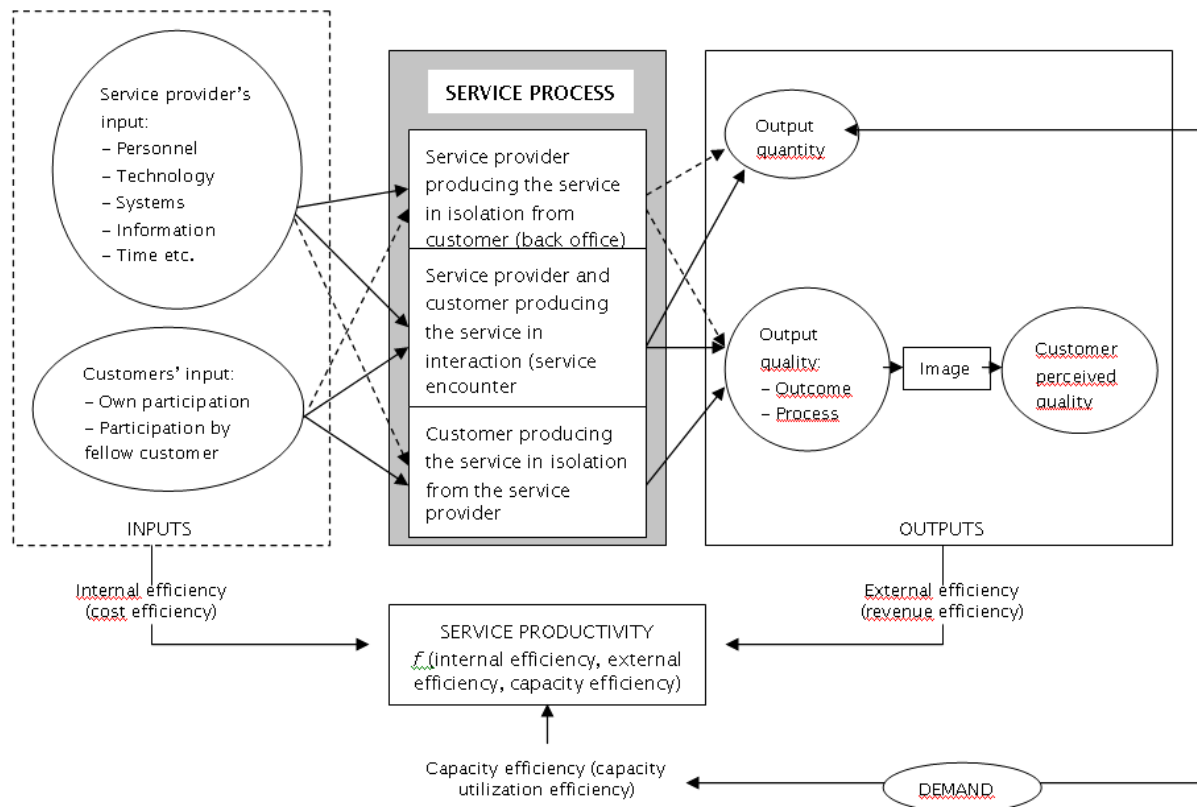 Service provider's
input:
– Personnel
– Technology
– Systems
– Information
– Time etc.
Customers' input:
– Own participation
– Participation by
fellow customer
INPUTS
SERVICE PROCESS
Service provider
producing the service
in isolation from
customer (back office)
Service provider and
customer producing
the service in
interaction (service
encounter
Customer producing
the service in isolation
from the service
provider
Output
quantity
Output
quality:
– Outcome
– Process
Image
Customer
perceived
quality
OUTPUTS
Internal efficiency
(cost efficiency)
External efficiency
(revenue efficiency)
SERVICE PRODUCTIVITY
f (internal efficiency, external
efficiency, capacity efficiency)
Capacity efficiency (capacity
utilization efficiency)
DEMAND